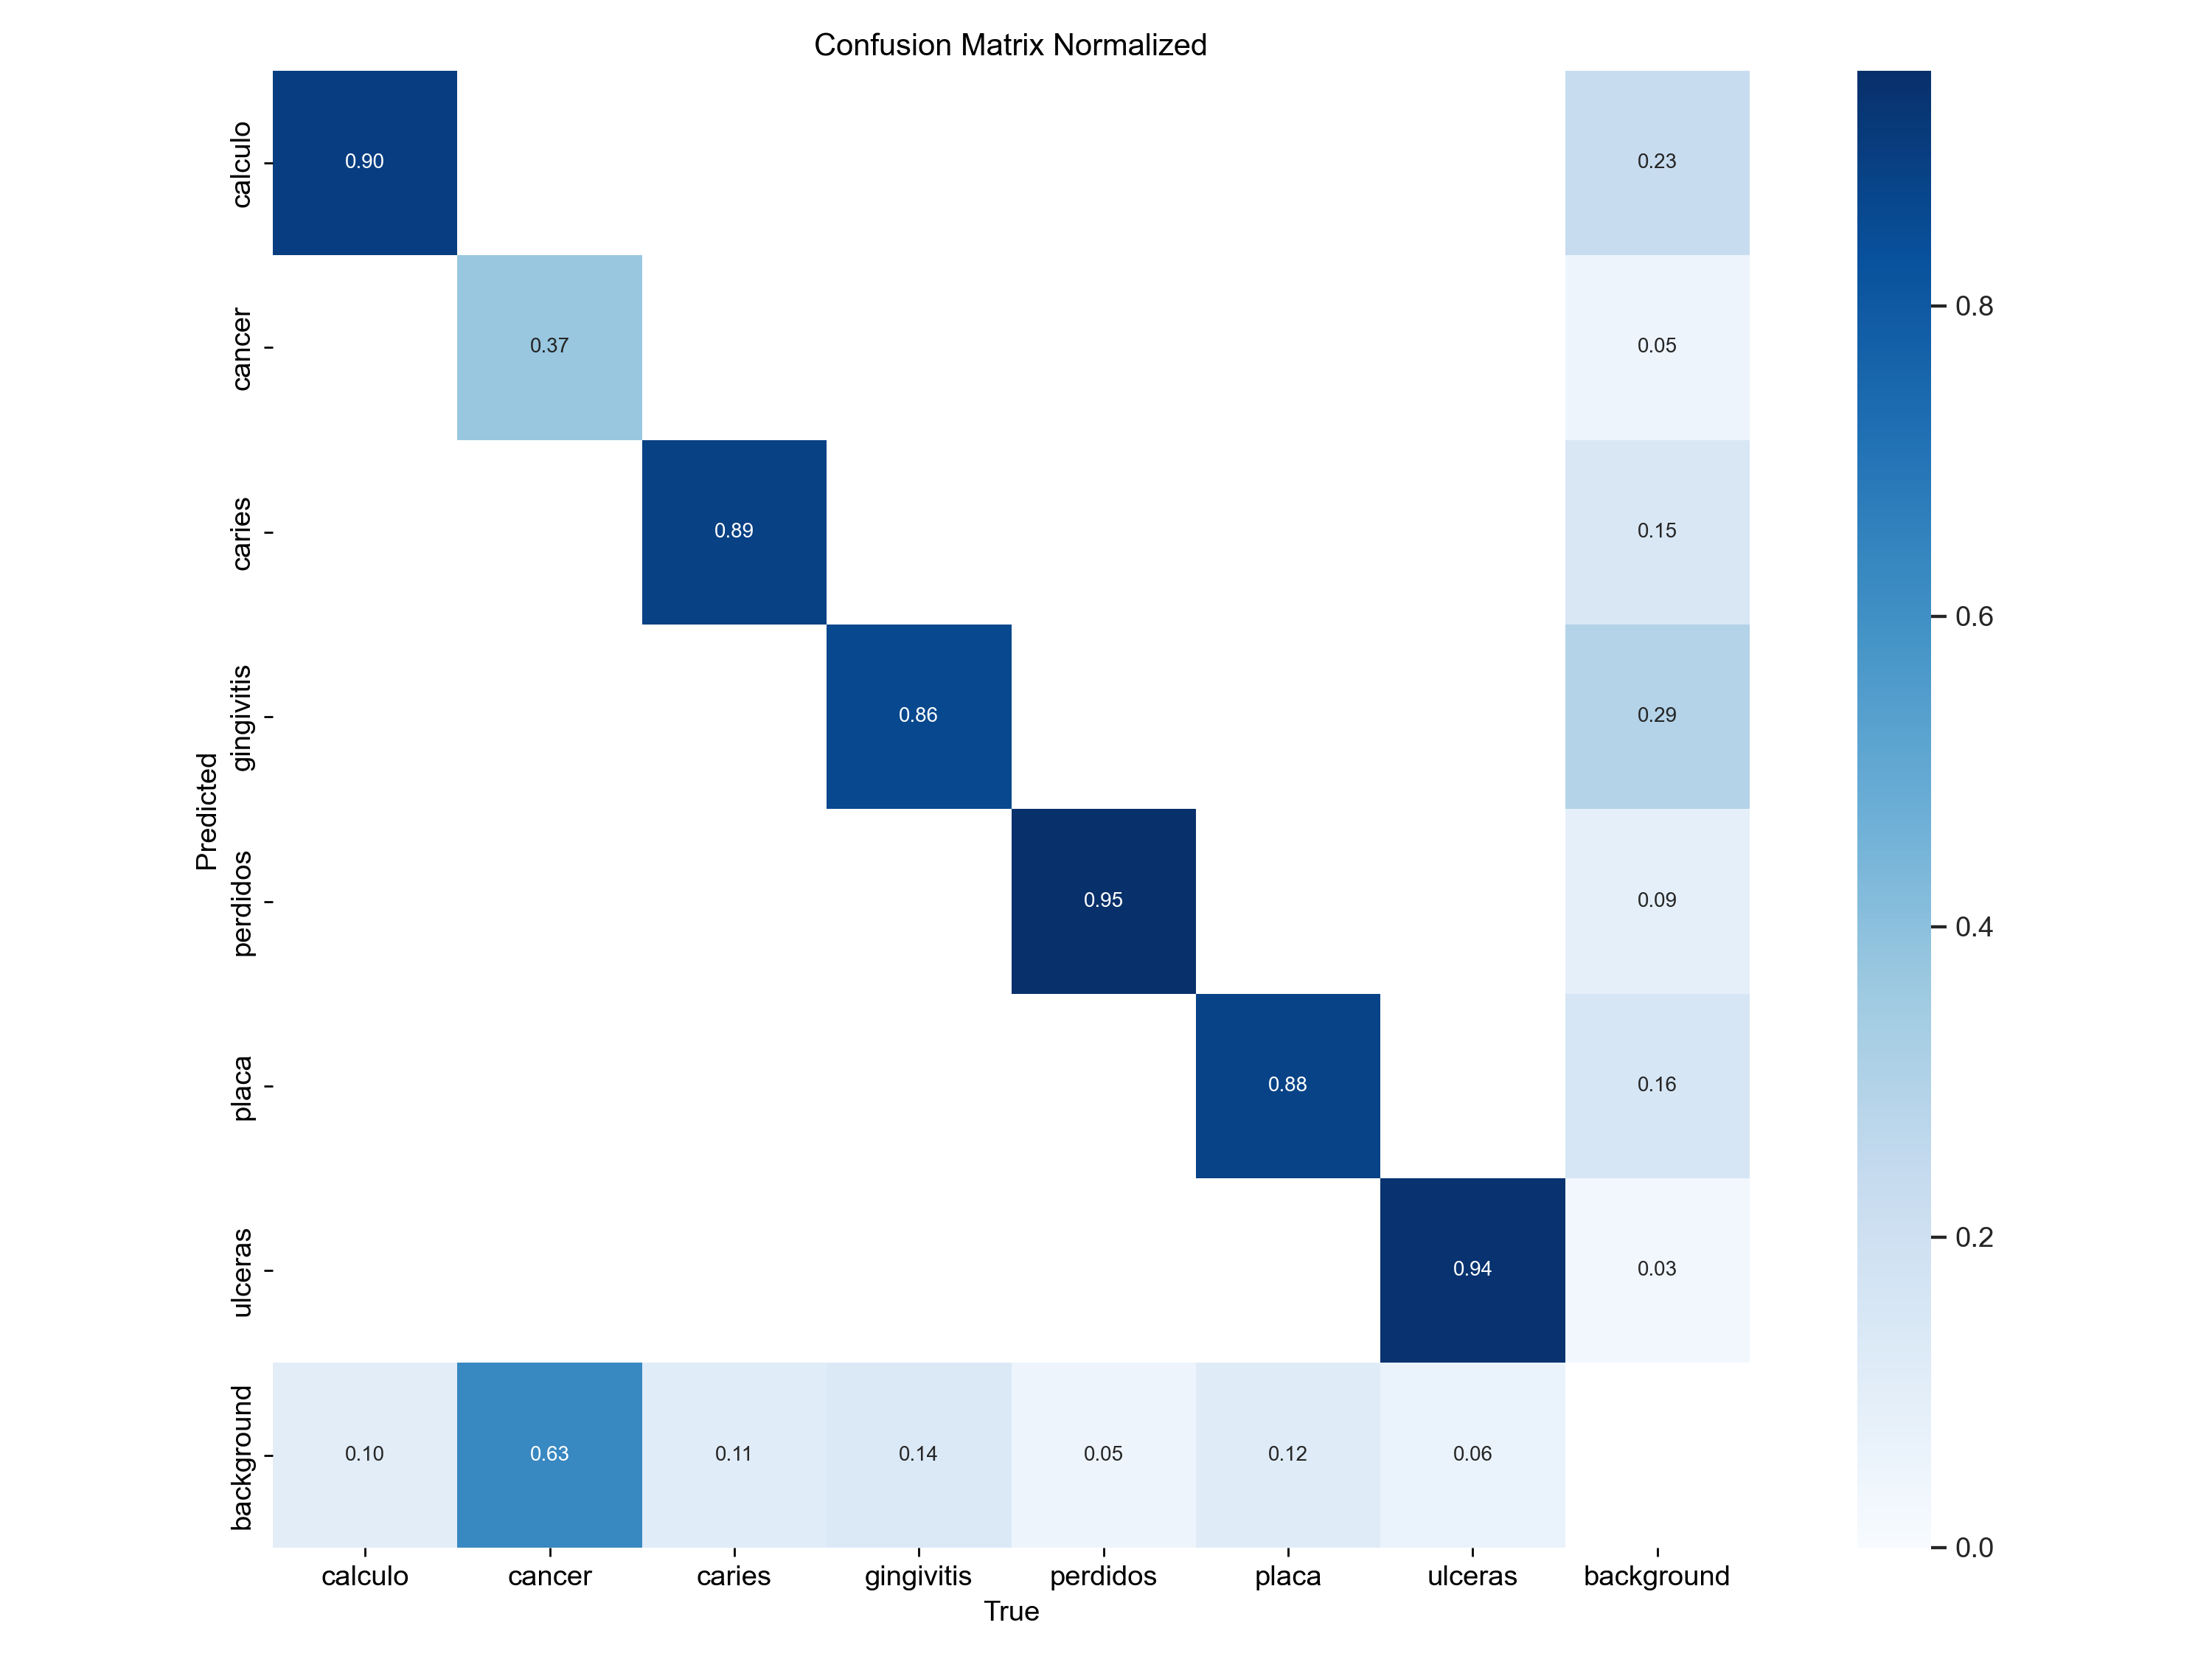 Confusion Matrix Normalized
calculo
0.90
0.23
cancer
0.37
0.05
caries
0.89
0.15
gingivitis
0.86
0.29
Predicted
perdidos
0.95
0.09
placa
0.88
0.16
ulceras
0.94
0.03
background
0.10
0.63
0.11
0.14
0.05
0.12
0.06
calculo
cancer
caries
gingivitis
perdidos
placa
ulceras
background
True
0.8
0.6
0.4
0.2
0.0